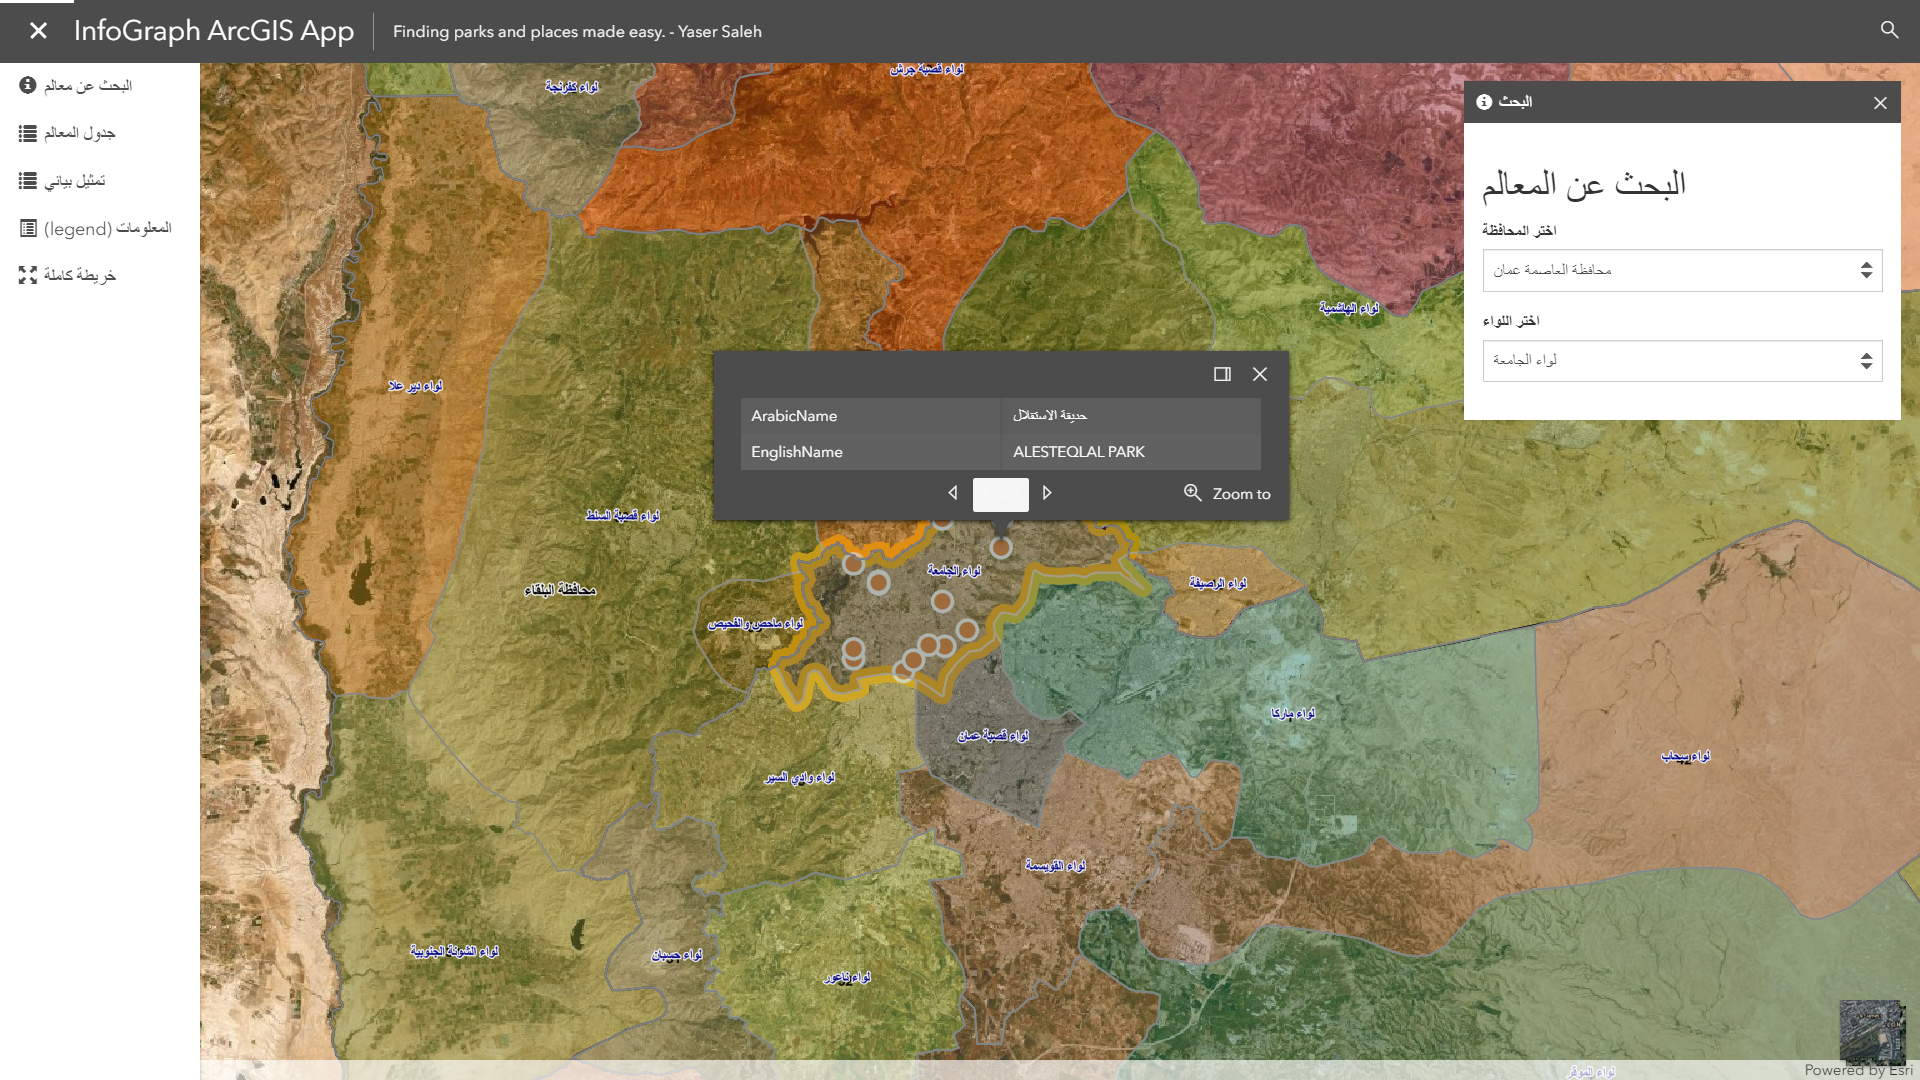 InfoGraph ArcGIS App
Finding parks and places made easy. - Yaser Saleh
البحث عن معالم
جدول المعالم
تمثيل بياني
المعلومات (legend)
خريطة كاملة
البحث
البحث عن المعالم
اختر المحافظة
محافظة العاصمة عمان
اختر اللواء
لواء الجامعة
ArabicName
حديقة الاستقلال
EnglishName
ALESTEQLAL PARK
Zoom to
لواء قصبة جرش
لواء كفرنجة
لواء الهاشمية
لواء دير علا
لواء قصبة السلط
لواء الجامعة
لواء الرصيفة
محافظة البلقاء
لواء ماحص والفحيص
لواء ماركا
لواء قصبة عمان
لواء سحاب
لواء وادي السير
لواء القويسمة
لواء الشونة الجنوبية
لواء حسبان
لواء ناعور
لواء الموقر
Powered by Esri